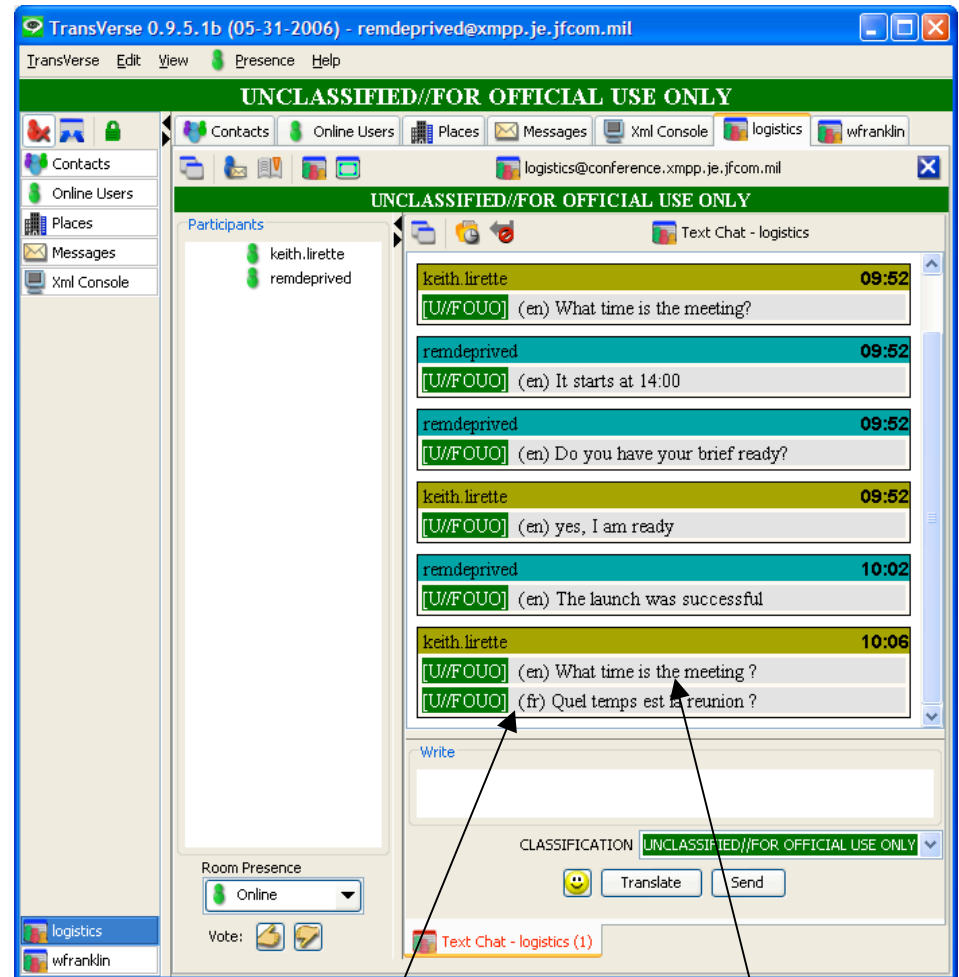 TransVerse 0.9.5.1b (05-31-2006) - remdeprived@xmpp.je.jfcom.mil
TransVerse Edit View Presence Help
UNCLASSIFIED//FOR OFFICIAL USE ONLY
Contacts Online Users Places Messages Xml Console logistics wfranklin
Contacts
Online Users
Places
Messages
Xml Console
logistics@conference.xmpp.je.jfcom.mil
UNCLASSIFIED//FOR OFFICIAL USE ONLY
Participants
keith.lirette
remdeprived
Text Chat - logistics
keith.lirette 09:52
[U//FOUO] (en) What time is the meeting?
remdeprived 09:52
[U//FOUO] (en) It starts at 14:00
remdeprived 09:52
[U//FOUO] (en) Do you have your brief ready?
keith.lirette 09:52
[U//FOUO] (en) yes, I am ready
remdeprived 10:02
[U//FOUO] (en) The launch was successful
keith.lirette 10:06
[U//FOUO] (en) What time is the meeting ?
[U//FOUO] (fr) Quel temps est la reunion ?
Write
CLASSIFICATION UNCLASSIFIED//FOR OFFICIAL USE ONLY
Translate Send
Room Presence
Online
Vote:
Text Chat - logistics (1)
logistics
wfranklin